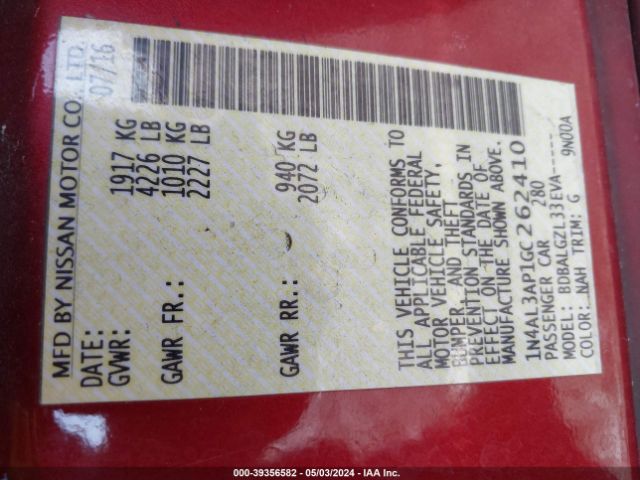 MFD BY NISSAN MOTOR CO., LTD.
DATE: 07/16
GVWR: 1917 KG
4226 LB
GAWR FR.: 1010 KG
2227 LB
GAWR RR.: 940 KG
2072 LB
THIS VEHICLE CONFORMS TO
ALL APPLICABLE FEDERAL
MOTOR VEHICLE SAFETY,
BUMPER, AND THEFT
PREVENTION STANDARDS IN
EFFECT ON THE DATE OF
MANUFACTURE SHOWN ABOVE.
1N4AL3AP1GC262410
PASSENGER CAR 280
MODEL: BDBALGZL33EVA-----
COLOR: NAH TRIM: G 9N00A
000-39356582 - 05/03/2024 - IAA Inc.